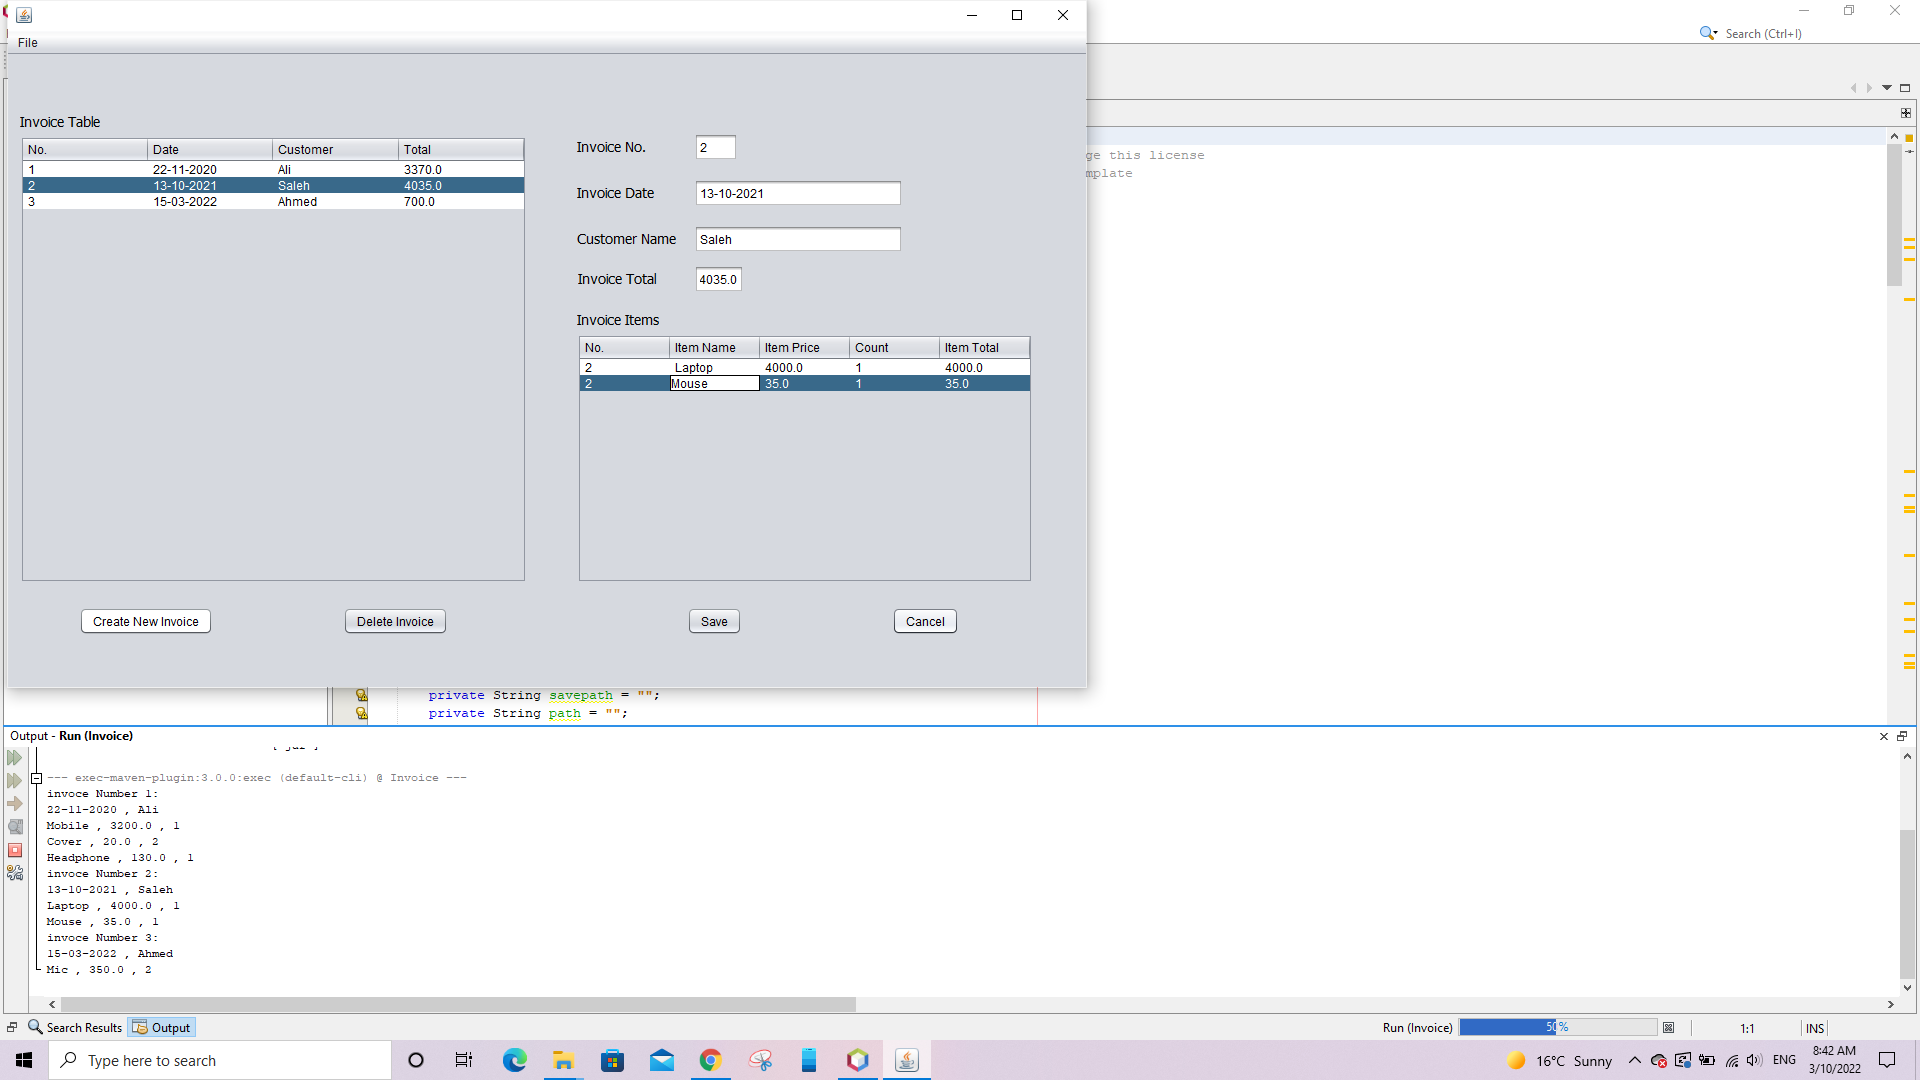 File
Search (Ctrl+I)
Invoice Table
No. Date Customer Total
1 22-11-2020 Ali 3370.0
2 13-10-2021 Saleh 4035.0
3 15-03-2022 Ahmed 700.0
Invoice No. 2
Invoice Date 13-10-2021
Customer Name Saleh
Invoice Total 4035.0
Invoice Items
No. Item Name Item Price Count Item Total
2 Laptop 4000.0 1 4000.0
2 Mouse 35.0 1 35.0
Create New Invoice Delete Invoice Save Cancel
ge this license
mplate
private String savepath = "";
private String path = "";
Output - Run (Invoice)
--- exec-maven-plugin:3.0.0:exec (default-cli) @ Invoice ---
invoce Number 1:
22-11-2020 , Ali
Mobile , 3200.0 , 1
Cover , 20.0 , 2
Headphone , 130.0 , 1
invoce Number 2:
13-10-2021 , Saleh
Laptop , 4000.0 , 1
Mouse , 35.0 , 1
invoce Number 3:
15-03-2022 , Ahmed
Mic , 350.0 , 2
Search Results Output Run (Invoice) 50% 1:1 INS
Type here to search 16°C Sunny ENG 8:42 AM
3/10/2022